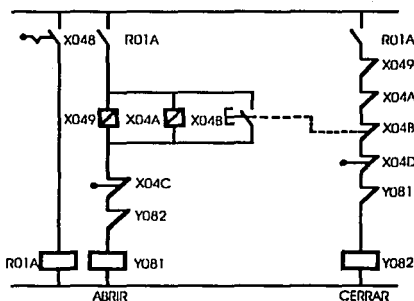 X048
R01A
R01A
X049
X04A
X049
X04A
X04B
X04B
X04D
X04C
Y081
Y082
R01A
Y081
Y082
ABRIR
CERRAR